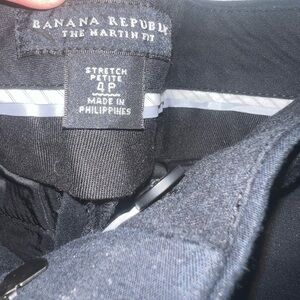 BANANA REPUBLIC
THE MARTIN FIT
STRETCH
PETITE
4P
MADE IN
PHILIPPINES